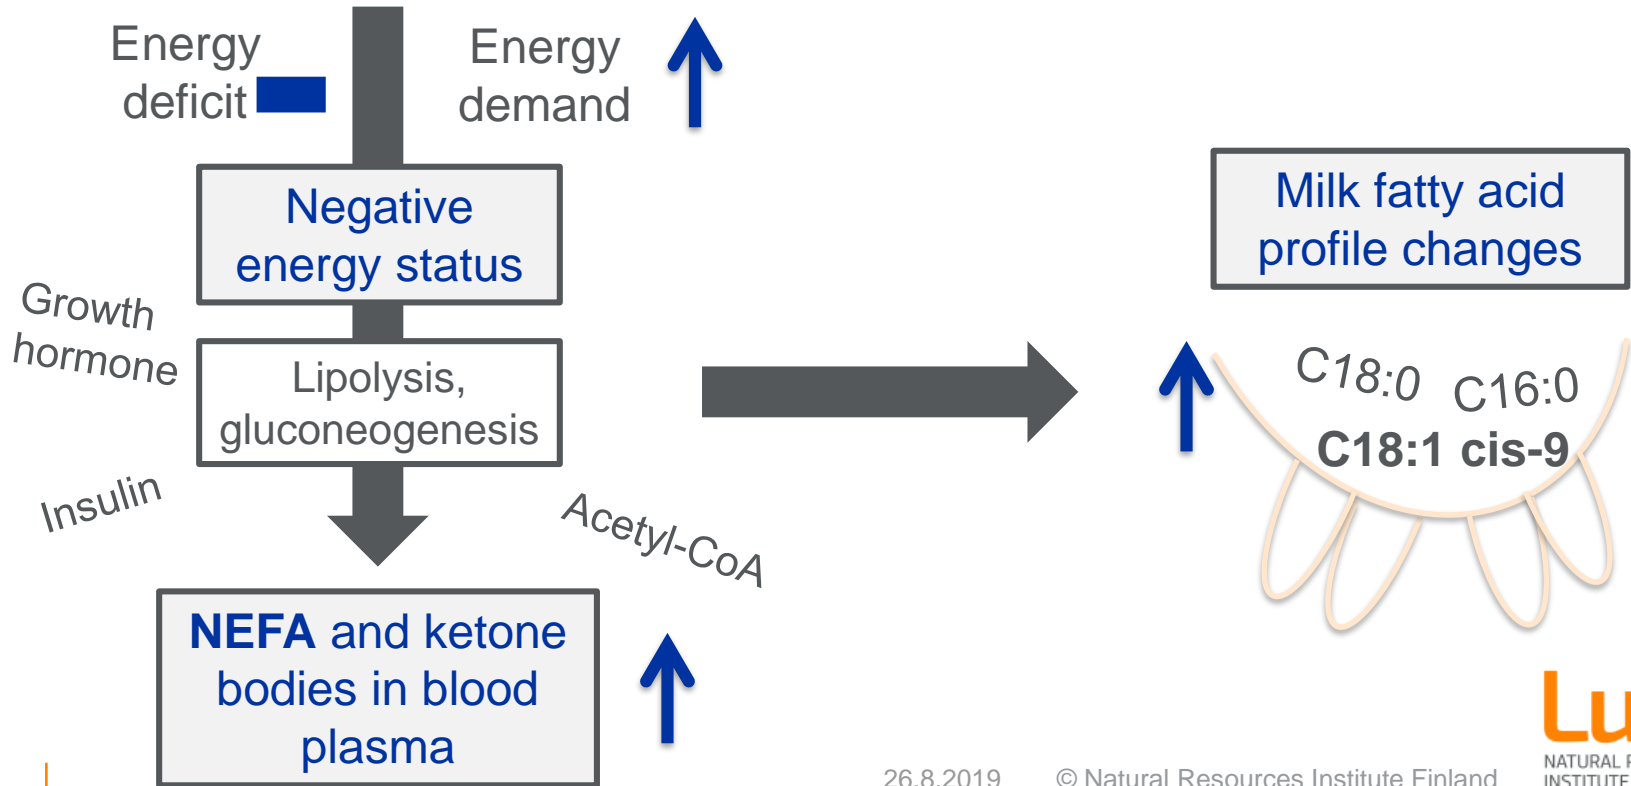 Energy
deficit
Energy
demand
Negative
energy status
Growth
hormone
Lipolysis,
gluconeogenesis
Insulin
Acetyl-CoA
NEFA and ketone
bodies in blood
plasma
Milk fatty acid
profile changes
C18:0 C16:0
C18:1 cis-9
26.8.2019 © Natural Resources Institute Finland
Lu
NATURAL
INSTITUTE